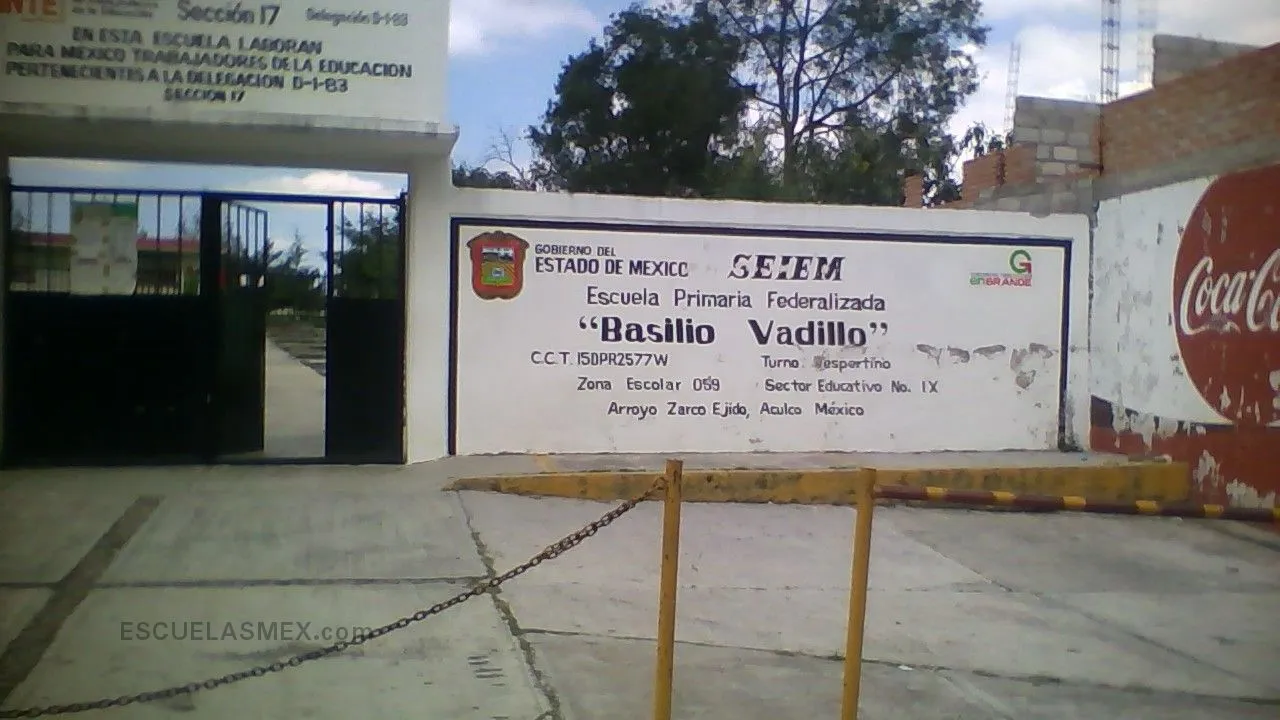 Sección 17 Delegación D-1-83
EN ESTA ESCUELA LABORAN
PARA MEXICO TRABAJADORES DE LA EDUCACION
PERTENECIENTES A LA DELEGACION D-1-83
SECCION 17
GOBIERNO DEL
ESTADO DE MEXICO
SEIEM
G
enGRANDE
Escuela Primaria Federalizada
"Basilio Vadillo"
C.C.T. 15DPR2577W Turno: Vespertino
Zona Escolar 059 Sector Educativo No. IX
Arroyo Zarco Ejido, Aculco México
Coca-C
ESCUELASMEX.com